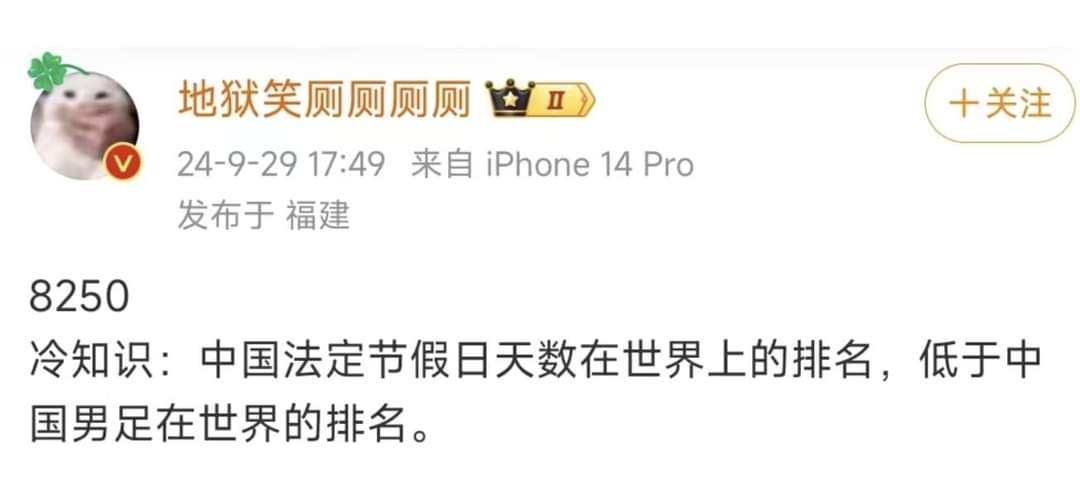 地狱笑厕厕厕厕 II
+关注
24-9-29 17:49 来自 iPhone 14 Pro
发布于 福建
8250
冷知识：中国法定节假日天数在世界上的排名，低于中
国男足在世界的排名。